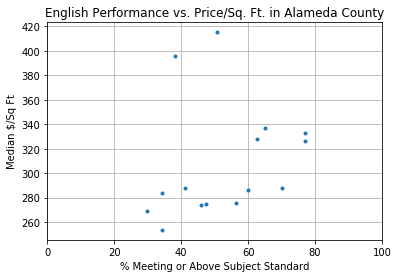 English Performance vs. Price/Sq. Ft. in Alameda County
420
400
380
360
340
320
300
280
260
Median $/Sq Ft
0 20 40 60 80 100
% Meeting or Above Subject Standard